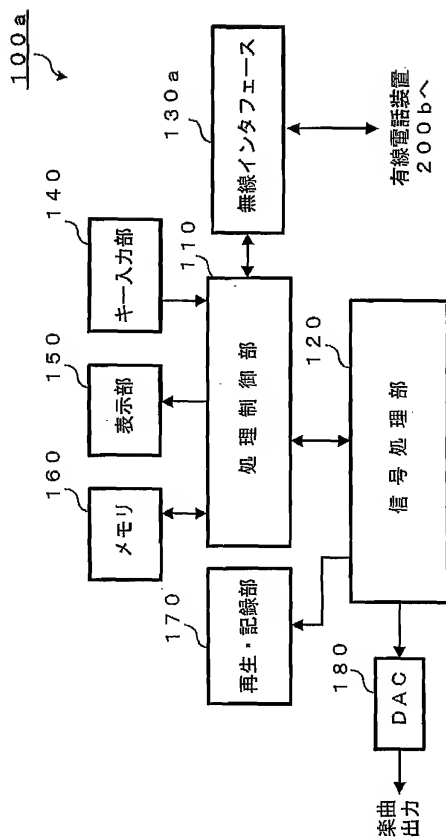 100a
160
メモリ
150
表示部
140
キー入力部
130a
無線インタフェース
有線電話装置
200bへ
110
処理制御部
170
再生・記録部
120
信号処理部
180
DAC
楽曲
出力